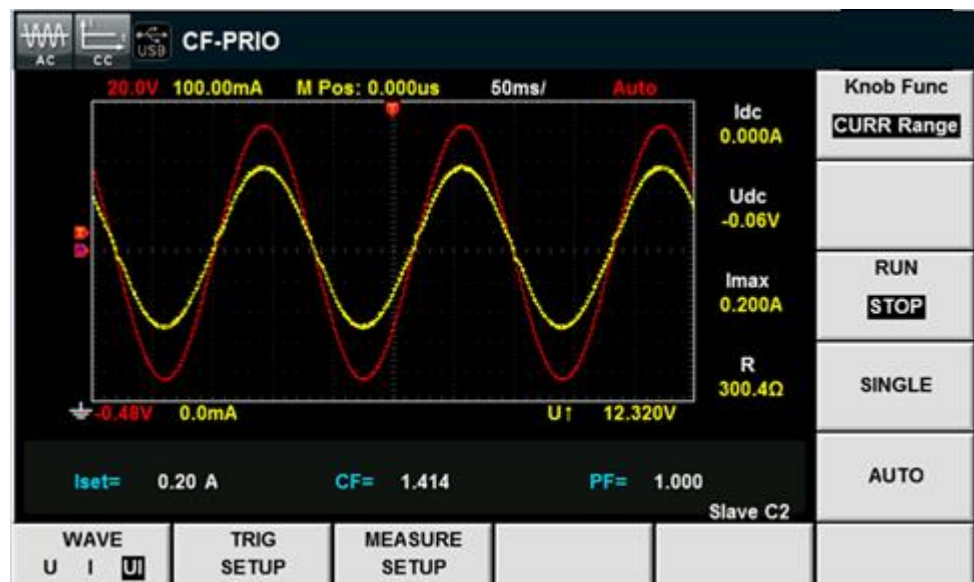 AC CC USB CF-PRIO
20.0V 100.00mA M Pos: 0.000us 50ms/ Auto
T
Idc
0.000A
Udc
-0.06V
Imax
0.200A
R
300.4Ω
-0.48V 0.0mA U↑ 12.320V
Iset= 0.20 A CF= 1.414 PF= 1.000
Slave C2
Knob Func
CURR Range
RUN
STOP
SINGLE
AUTO
WAVE
U I UI
TRIG
SETUP
MEASURE
SETUP